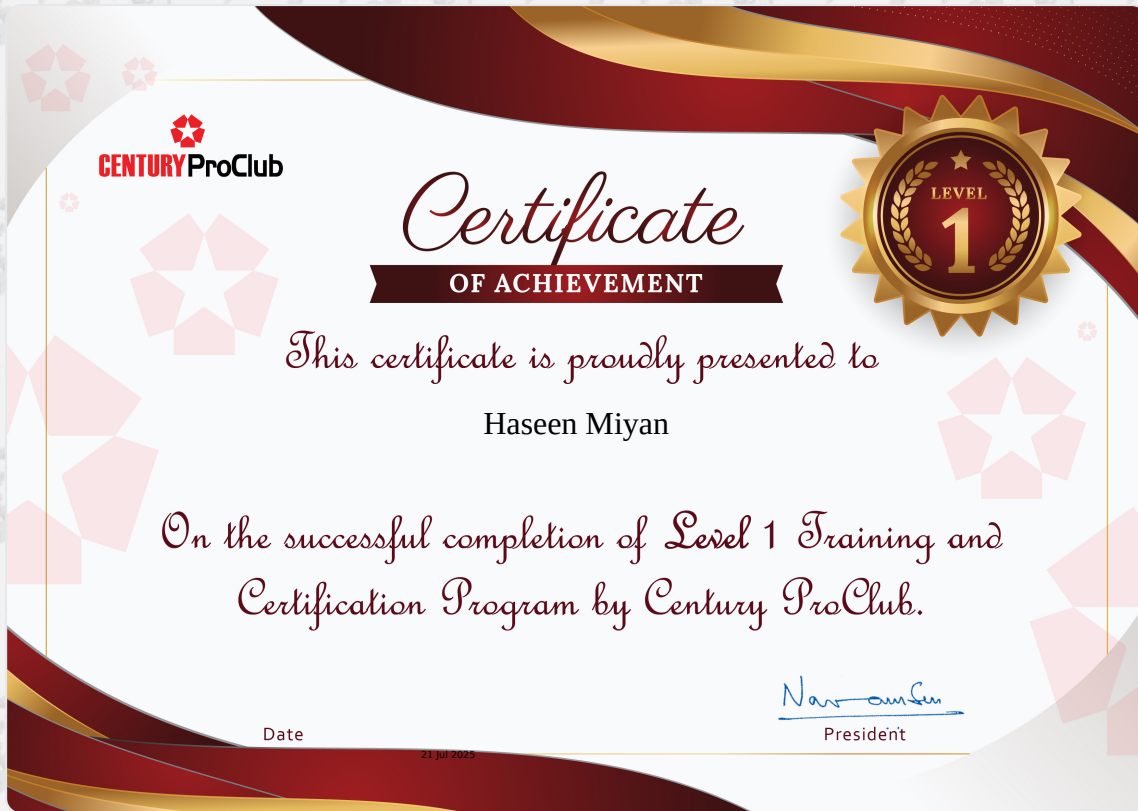 CENTURY ProClub
LEVEL
1
Certificate
OF ACHIEVEMENT
This certificate is proudly presented to
Haseen Miyan
On the successful completion of Level 1 Training and
Certification Program by Century ProClub.
Date
President
21 Jul 2025